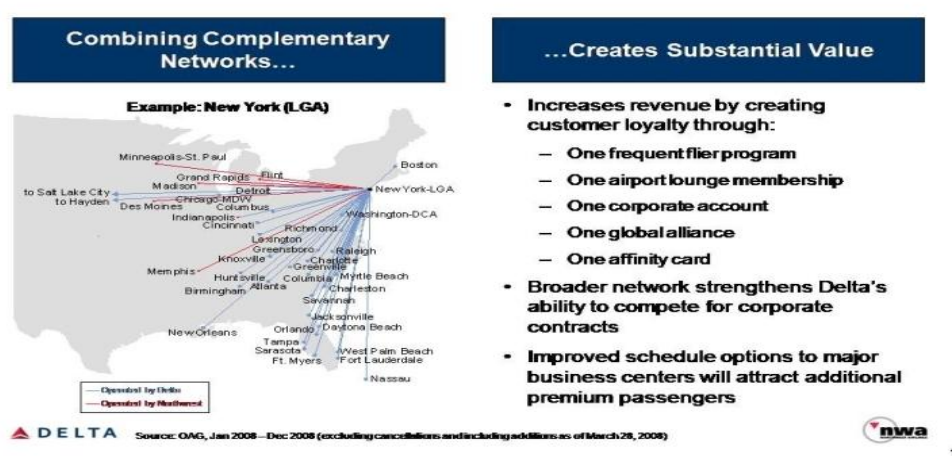 Combining Complementary
Networks...
Example: New York (LGA)
Minneapolis-St. Paul
Boston
Grand Rapids
Flint
Madison
Detroit
New York-LGA
to Salt Lake City
Chicago-MDW
to Hayden
Des Moines
Columbus
Washington-DCA
Indianapolis
Cincinnati
Richmond
Lexington
Greensboro
Raleigh
Knoxville
Charlotte
Greenville
Memphis
Huntsville
Columbia
Myrtle Beach
Birmingham
Atlanta
Charleston
Savannah
Jacksonville
New Orleans
Orlando
Daytona Beach
Tampa
Sarasota
West Palm Beach
Ft. Myers
Fort Lauderdale
Nassau
Operated by Delta
Operated by Northwest
...Creates Substantial Value
• Increases revenue by creating
customer loyalty through:
– One frequent flier program
– One airport lounge membership
– One corporate account
– One global alliance
– One affinity card
• Broader network strengthens Delta's
ability to compete for corporate
contracts
• Improved schedule options to major
business centers will attract additional
premium passengers
DELTA
Source: OAG, Jan 2008 – Dec 2008 (excluding cancellations and including additions as of March 28, 2008)
nwa